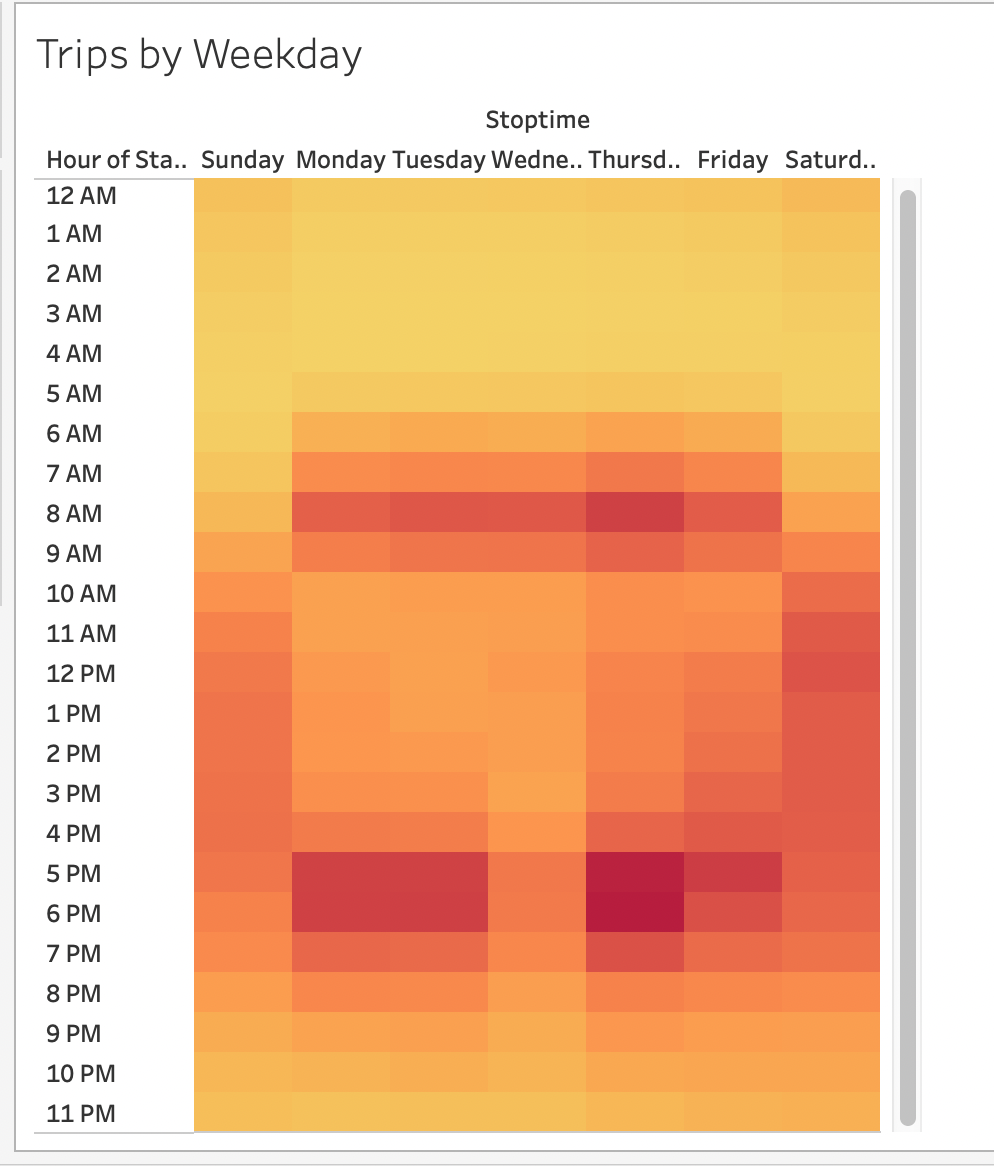 Trips by Weekday
Stoptime
Hour of Sta.. Sunday Monday Tuesday Wedne.. Thursd.. Friday Saturd..
12 AM
1 AM
2 AM
3 AM
4 AM
5 AM
6 AM
7 AM
8 AM
9 AM
10 AM
11 AM
12 PM
1 PM
2 PM
3 PM
4 PM
5 PM
6 PM
7 PM
8 PM
9 PM
10 PM
11 PM